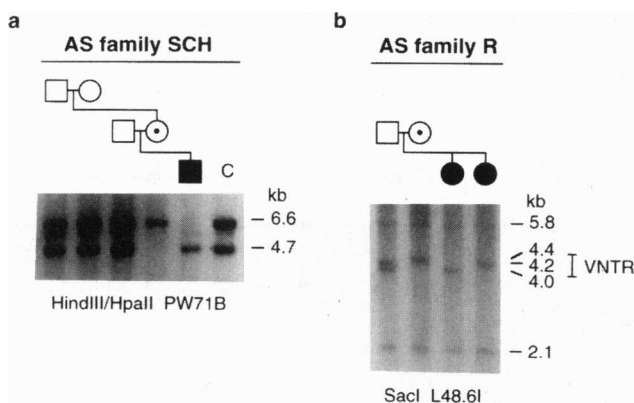 a
AS family SCH
C
kb
6.6
4.7
HindIII/HpaII PW71B
b
AS family R
kb
5.8
4.4
4.2
4.0
VNTR
2.1
SacI L48.6I